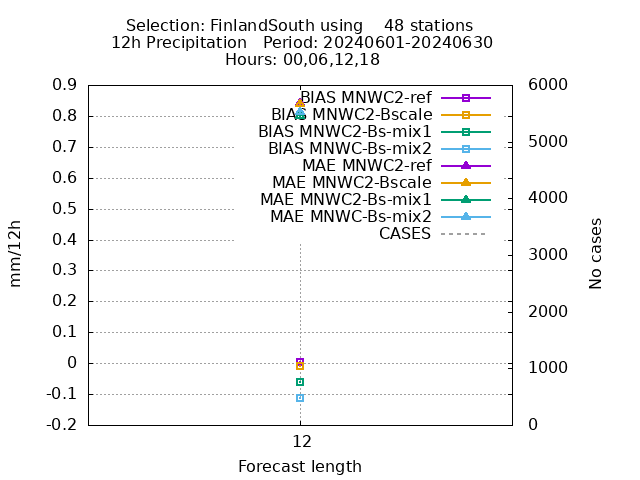 Selection: FinlandSouth using    48 stations
12h Precipitation   Period: 20240601-20240630
Hours: 00,06,12,18
0.9
0.8
0.7
0.6
0.5
0.4
0.3
0.2
0.1
0
-0.1
-0.2
mm/12h
BIAS MNWC2-ref
BIAS MNWC2-Bscale
BIAS MNWC2-Bs-mix1
BIAS MNWC-Bs-mix2
MAE MNWC2-ref
MAE MNWC2-Bscale
MAE MNWC2-Bs-mix1
MAE MNWC-Bs-mix2
CASES
6000
5000
4000
3000
2000
1000
0
No cases
12
Forecast length